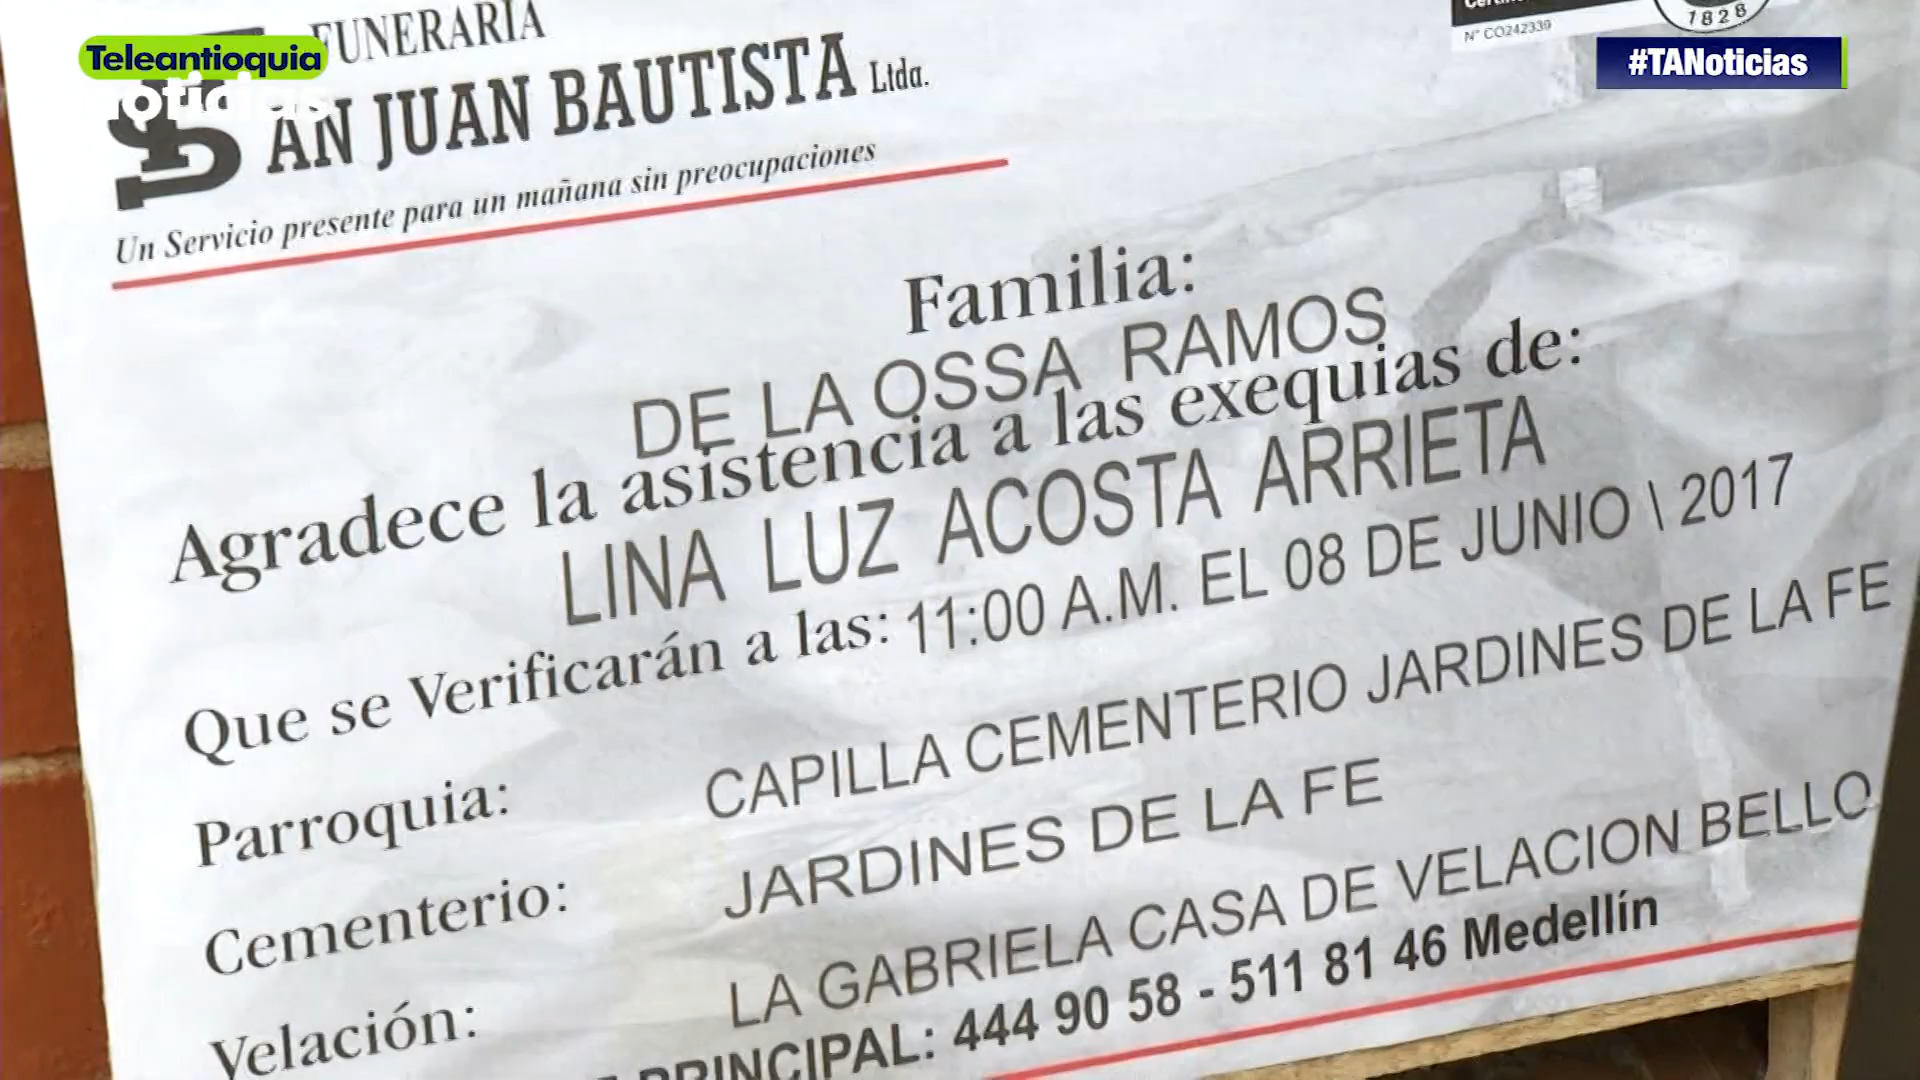 Teleantioquia
noticias
#TANoticias
N° CO242339
1828
FUNERARIA
SAN JUAN BAUTISTA Ltda.
Un Servicio presente para un mañana sin preocupaciones
Familia:
DE LA OSSA RAMOS
Agradece la asistencia a las exequias de:
LINA LUZ ACOSTA ARRIETA
Que se Verificarán a las: 11:00 A.M. EL 08 DE JUNIO \ 2017
Parroquia: CAPILLA CEMENTERIO JARDINES DE LA FE
Cementerio: JARDINES DE LA FE
Velación: LA GABRIELA CASA DE VELACION BELLO
PRINCIPAL: 444 90 58 - 511 81 46 Medellín